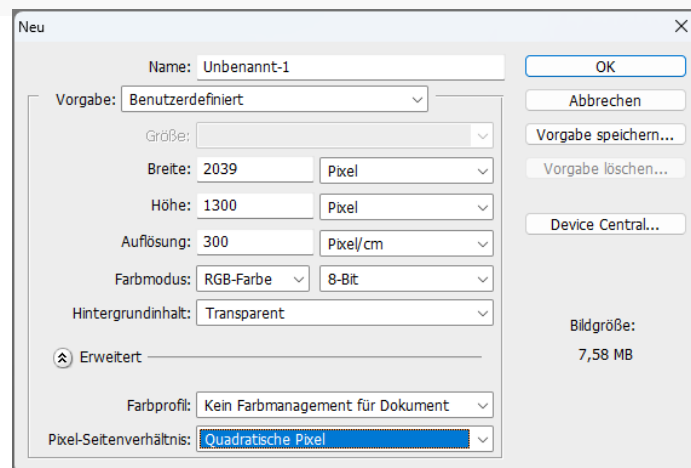 Neu
Name: Unbenannt-1
OK
Vorgabe: Benutzerdefiniert
Abbrechen
Größe:
Vorgabe speichern...
Breite: 2039 Pixel
Vorgabe löschen...
Höhe: 1300 Pixel
Device Central...
Auflösung: 300 Pixel/cm
Farbmodus: RGB-Farbe 8-Bit
Hintergrundinhalt: Transparent
Bildgröße:
7,58 MB
Erweitert
Farbprofil: Kein Farbmanagement für Dokument
Pixel-Seitenverhältnis: Quadratische Pixel